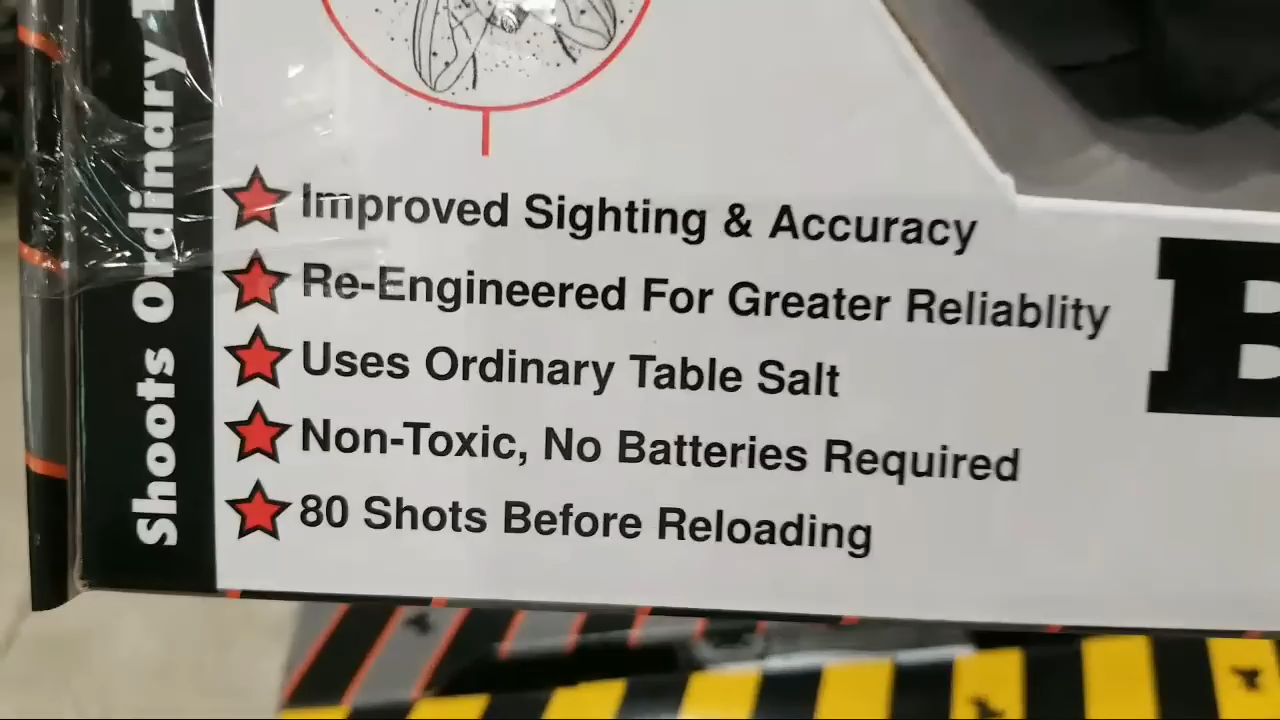 Shoots Ordinary
Improved Sighting & Accuracy
Re-Engineered For Greater Reliablity
Uses Ordinary Table Salt
Non-Toxic, No Batteries Required
80 Shots Before Reloading